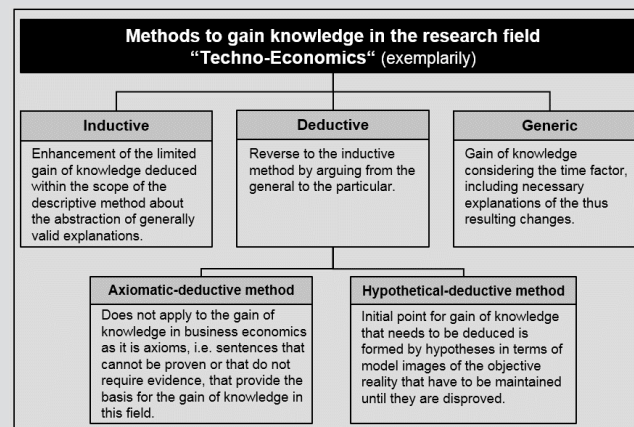 Methods to gain knowledge in the research field
“Techno-Economics“ (exemplarily)
Inductive
Enhancement of the limited
gain of knowledge deduced
within the scope of the
descriptive method about
the abstraction of generally
valid explanations.
Deductive
Reverse to the inductive
method by arguing from the
general to the particular.
Generic
Gain of knowledge
considering the time factor,
including necessary
explanations of the thus
resulting changes.
Axiomatic-deductive method
Does not apply to the gain of
knowledge in business economics
as it is axioms, i.e. sentences that
cannot be proven or that do not
require evidence, that provide the
basis for the gain of knowledge in
this field.
Hypothetical-deductive method
Initial point for gain of knowledge
that needs to be deduced is
formed by hypotheses in terms of
model images of the objective
reality that have to be maintained
until they are disproved.